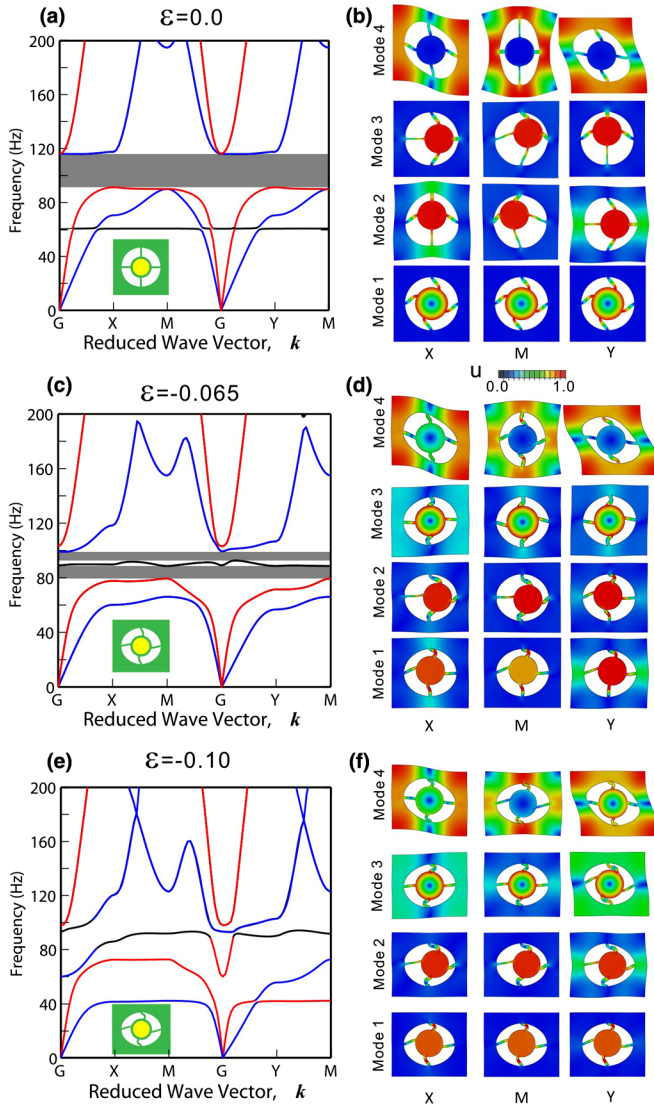 (a) ε=0.0
200
160
120
80
40
0
Frequency (Hz)
G X M G Y M
Reduced Wave Vector, k
(b)
Mode 4
Mode 3
Mode 2
Mode 1
X M Y
u
0.0 1.0
(c) ε=-0.065
200
160
120
80
40
0
Frequency (Hz)
G X M G Y M
Reduced Wave Vector, k
(d)
Mode 4
Mode 3
Mode 2
Mode 1
X M Y
(e) ε=-0.10
200
160
120
80
40
0
Frequency (Hz)
G X M G Y M
Reduced Wave Vector, k
(f)
Mode 4
Mode 3
Mode 2
Mode 1
X M Y